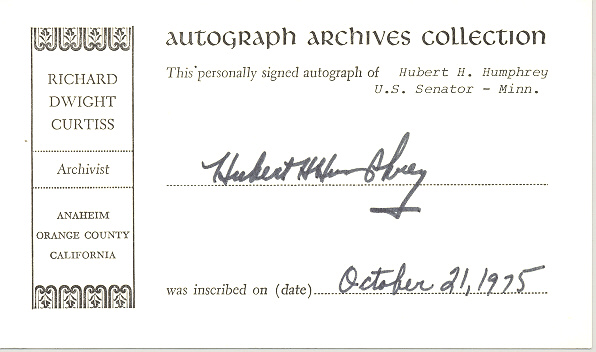 autograph archives collection
RICHARD
DWIGHT
CURTISS
Archivist
ANAHEIM
ORANGE COUNTY
CALIFORNIA
This personally signed autograph of Hubert H. Humphrey
U.S. Senator - Minn.
Hubert H Humphrey
was inscribed on (date) October 21, 1975